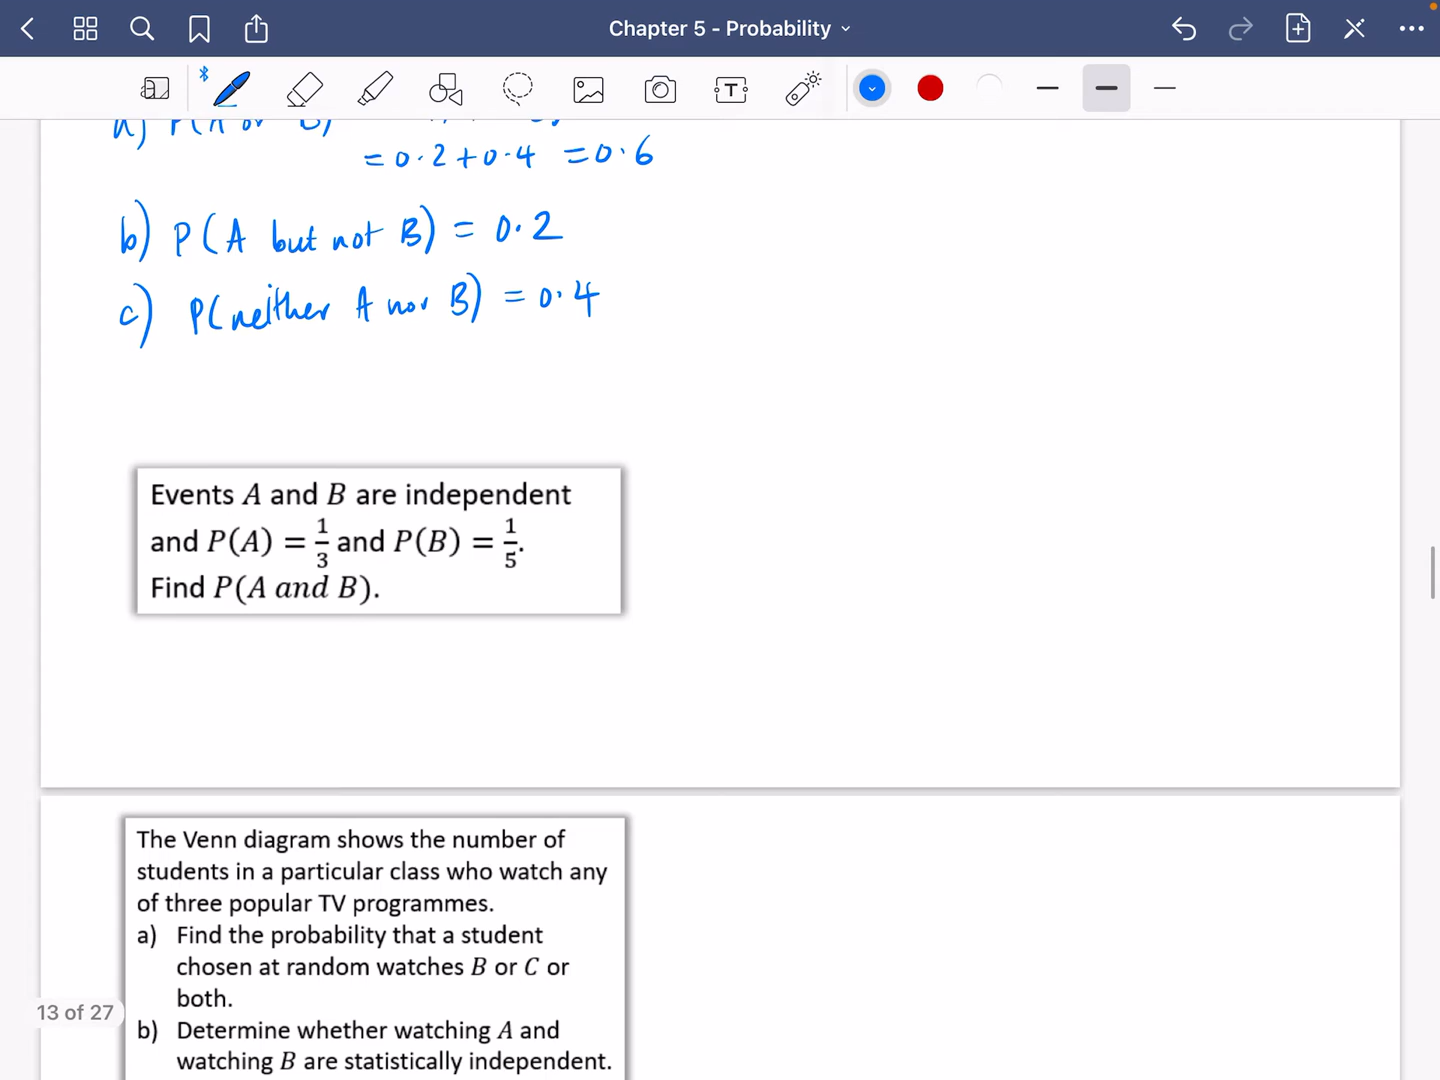 Chapter 5 - Probability
T
a) P(A or B)
= 0.2 + 0.4 = 0.6
b) P(A but not B) = 0.2
c) P(neither A nor B) = 0.4
Events A and B are independent
and P(A) = 1/3 and P(B) = 1/5.
Find P(A and B).
The Venn diagram shows the number of
students in a particular class who watch any
of three popular TV programmes.
a) Find the probability that a student
chosen at random watches B or C or
both.
b) Determine whether watching A and
watching B are statistically independent.
13 of 27